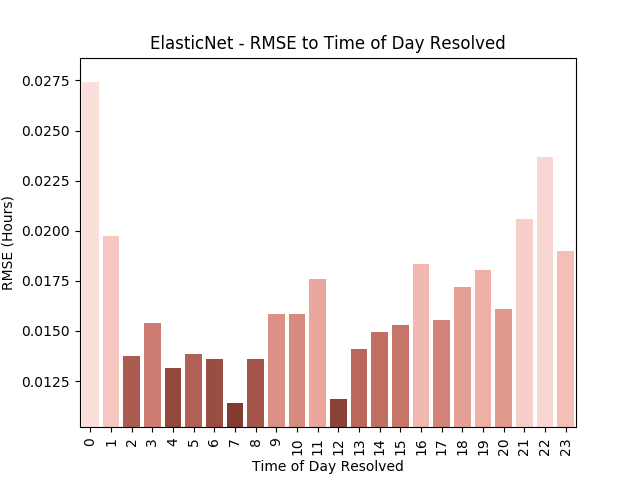 ElasticNet - RMSE to Time of Day Resolved
RMSE (Hours)
0.0275
0.0250
0.0225
0.0200
0.0175
0.0150
0.0125
0 1 2 3 4 5 6 7 8 9 10 11 12 13 14 15 16 17 18 19 20 21 22 23
Time of Day Resolved